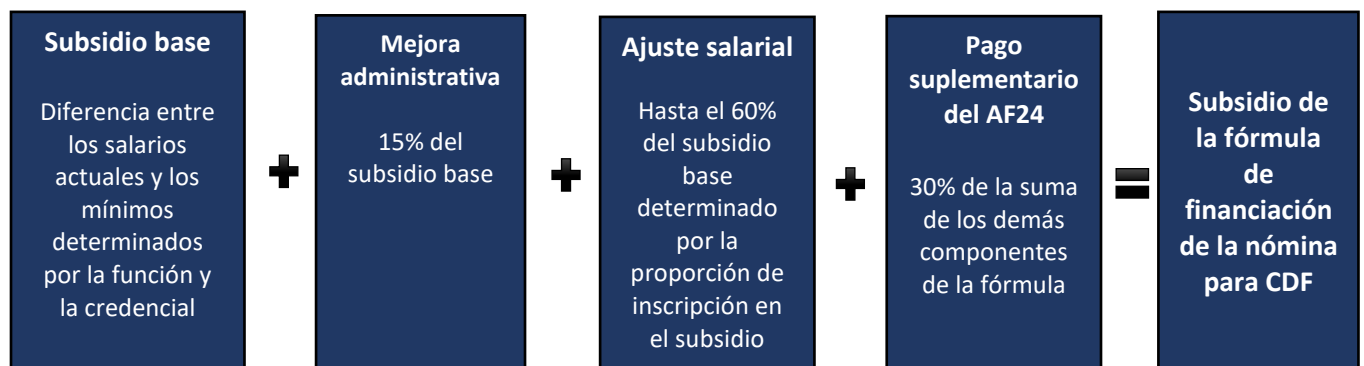 Subsidio base
Diferencia entre
los salarios
actuales y los
mínimos
determinados
por la función y
la credencial
Mejora
administrativa
15% del
subsidio base
Ajuste salarial
Hasta el 60%
del subsidio
base
determinado
por la
proporción de
inscripción en
el subsidio
Pago
suplementario
del AF24
30% de la suma
de los demás
componentes
de la fórmula
Subsidio de
la fórmula
de
financiación
de la nómina
para CDF